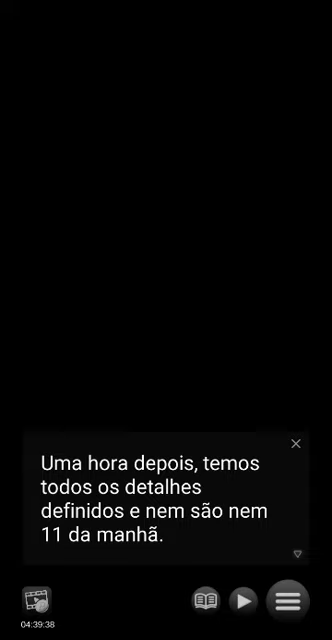 Uma hora depois, temos
todos os detalhes
definidos e nem são nem
11 da manhã.
04:39:38